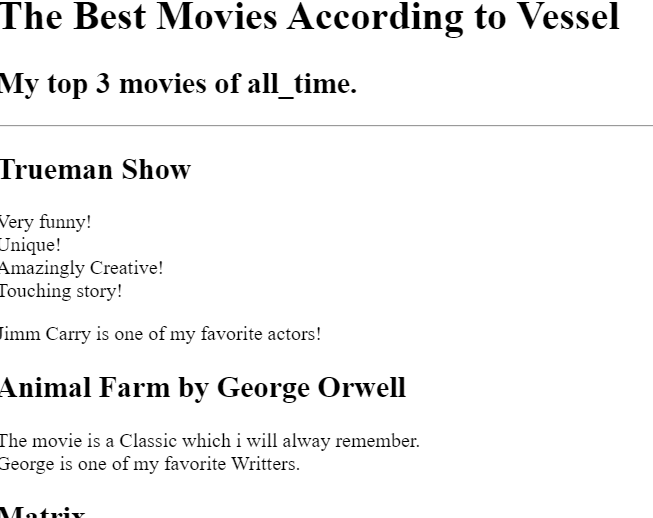 The Best Movies According to Vessel
My top 3 movies of all_time.
Trueman Show
Very funny!
Unique!
Amazingly Creative!
Touching story!
Jimm Carry is one of my favorite actors!
Animal Farm by George Orwell
The movie is a Classic which i will alway remember.
George is one of my favorite Writters.
Matrix